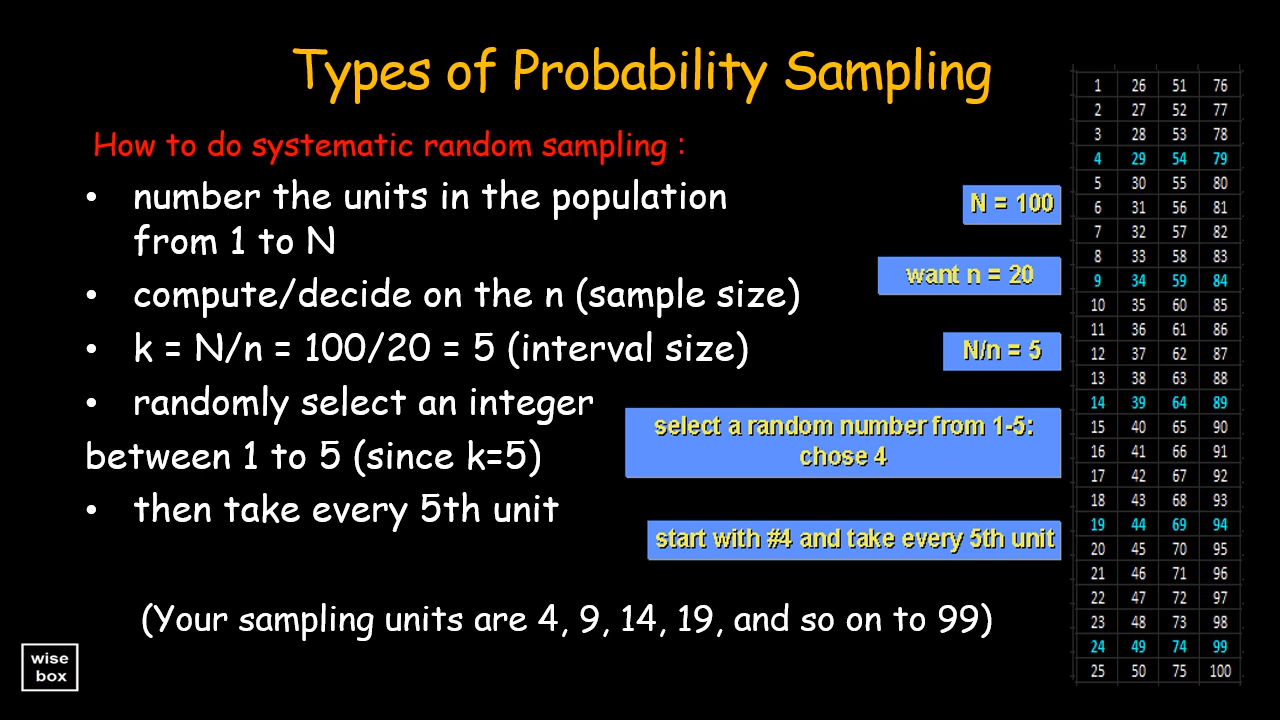 Types of Probability Sampling
How to do systematic random sampling :
• number the units in the population
from 1 to N
• compute/decide on the n (sample size)
• k = N/n = 100/20 = 5 (interval size)
• randomly select an integer
between 1 to 5 (since k=5)
• then take every 5th unit
(Your sampling units are 4, 9, 14, 19, and so on to 99)
N = 100
want n = 20
N/n = 5
select a random number from 1-5:
chose 4
start with #4 and take every 5th unit
1 26 51 76
2 27 52 77
3 28 53 78
4 29 54 79
5 30 55 80
6 31 56 81
7 32 57 82
8 33 58 83
9 34 59 84
10 35 60 85
11 36 61 86
12 37 62 87
13 38 63 88
14 39 64 89
15 40 65 90
16 41 66 91
17 42 67 92
18 43 68 93
19 44 69 94
20 45 70 95
21 46 71 96
22 47 72 97
23 48 73 98
24 49 74 99
25 50 75 100
wise
box